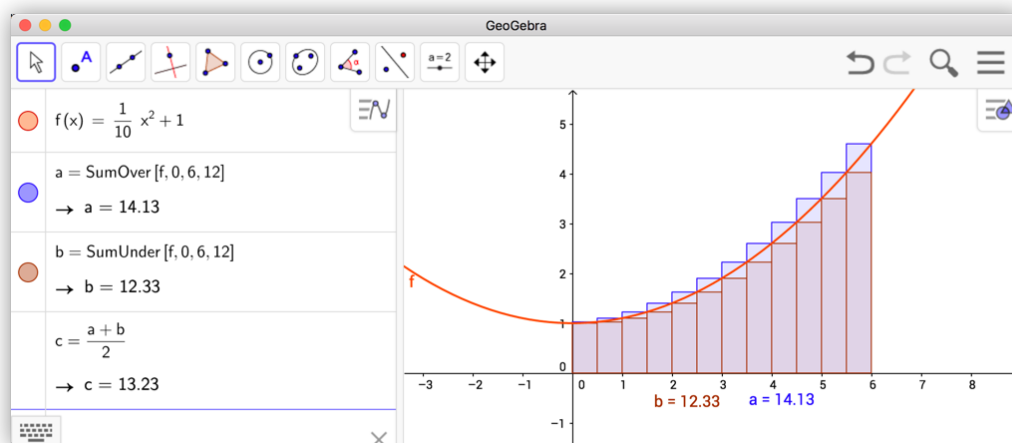 GeoGebra
A
α
a=2
f(x) = 1/10 x² + 1
a = SumOver [f, 0, 6, 12]
→ a = 14.13
b = SumUnder [f, 0, 6, 12]
→ b = 12.33
c = a + b / 2
→ c = 13.23
f
5
4
3
2
1
0
−3 −2 −1 0 1 2 3 4 5 6 7 8
b = 12.33 a = 14.13
−1